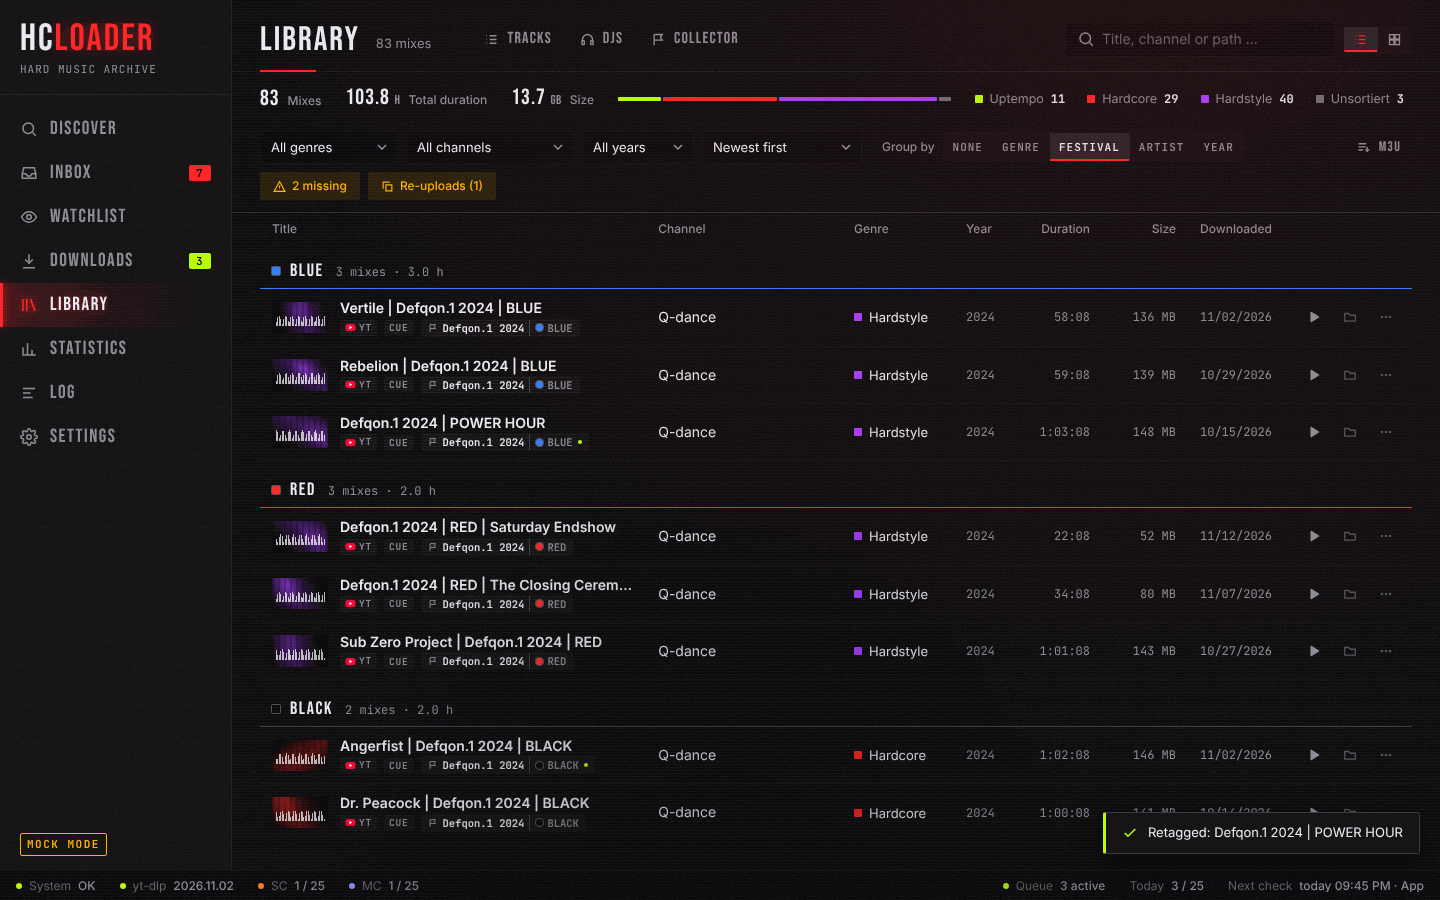 HCLOADER
HARD MUSIC ARCHIVE
DISCOVER
INBOX 7
WATCHLIST
DOWNLOADS 3
LIBRARY
STATISTICS
LOG
SETTINGS
MOCK MODE
LIBRARY 83 mixes TRACKS DJS COLLECTOR Title, channel or path ...
83 Mixes 103.8 H Total duration 13.7 GB Size Uptempo 11 Hardcore 29 Hardstyle 40 Unsortiert 3
All genres All channels All years Newest first Group by NONE GENRE FESTIVAL ARTIST YEAR M3U
2 missing Re-uploads (1)
Title Channel Genre Year Duration Size Downloaded
BLUE 3 mixes · 3.0 h
Vertile | Defqon.1 2024 | BLUE
YT CUE Defqon.1 2024 BLUE
Q-dance Hardstyle 2024 58:08 136 MB 11/02/2026
Rebelion | Defqon.1 2024 | BLUE
YT CUE Defqon.1 2024 BLUE
Q-dance Hardstyle 2024 59:08 139 MB 10/29/2026
Defqon.1 2024 | POWER HOUR
YT CUE Defqon.1 2024 BLUE
Q-dance Hardstyle 2024 1:03:08 148 MB 10/15/2026
RED 3 mixes · 2.0 h
Defqon.1 2024 | RED | Saturday Endshow
YT CUE Defqon.1 2024 RED
Q-dance Hardstyle 2024 22:08 52 MB 11/12/2026
Defqon.1 2024 | RED | The Closing Cerem...
YT CUE Defqon.1 2024 RED
Q-dance Hardstyle 2024 34:08 80 MB 11/07/2026
Sub Zero Project | Defqon.1 2024 | RED
YT CUE Defqon.1 2024 RED
Q-dance Hardstyle 2024 1:01:08 143 MB 10/27/2026
BLACK 2 mixes · 2.0 h
Angerfist | Defqon.1 2024 | BLACK
YT CUE Defqon.1 2024 BLACK
Q-dance Hardcore 2024 1:02:08 146 MB 11/02/2026
Dr. Peacock | Defqon.1 2024 | BLACK
YT CUE Defqon.1 2024 BLACK
Q-dance Hardcore 2024 1:00:08
Retagged: Defqon.1 2024 | POWER HOUR
System OK yt-dlp 2026.11.02 SC 1 / 25 MC 1 / 25 Queue 3 active Today 3 / 25 Next check today 09:45 PM · App